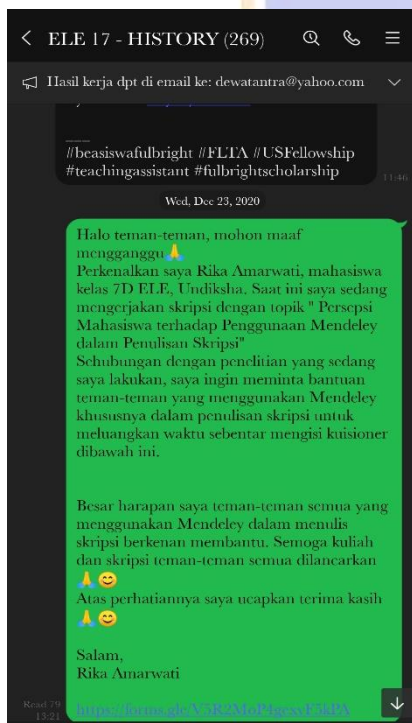 ELE 17 - HISTORY (269)
Hasil kerja dpt di email ke: dewatantra@yahoo.com
#beasiswafulbright #FLTA #USFellowship
#teachingassistant #fulbrightscholarship
11:46
Wed, Dec 23, 2020
Halo teman-teman, mohon maaf
mengganggu🙏
Perkenalkan saya Rika Amarwati, mahasiswa
kelas 7D ELE, Undiksha. Saat ini saya sedang
mengerjakan skripsi dengan topik " Persepsi
Mahasiswa terhadap Penggunaan Mendeley
dalam Penulisan Skripsi"
Sehubungan dengan penelitian yang sedang
saya lakukan, saya ingin meminta bantuan
teman-teman yang menggunakan Mendeley
khususnya dalam penulisan skripsi untuk
meluangkan waktu sebentar mengisi kuisioner
dibawah ini.
Besar harapan saya teman-teman semua yang
menggunakan Mendeley dalam menulis
skripsi berkenan membantu. Semoga kuliah
dan skripsi teman-teman semua dilancarkan
🙏😊
Atas perhatiannya saya ucapkan terima kasih
🙏😊
Salam,
Rika Amarwati
Read 79
13:21